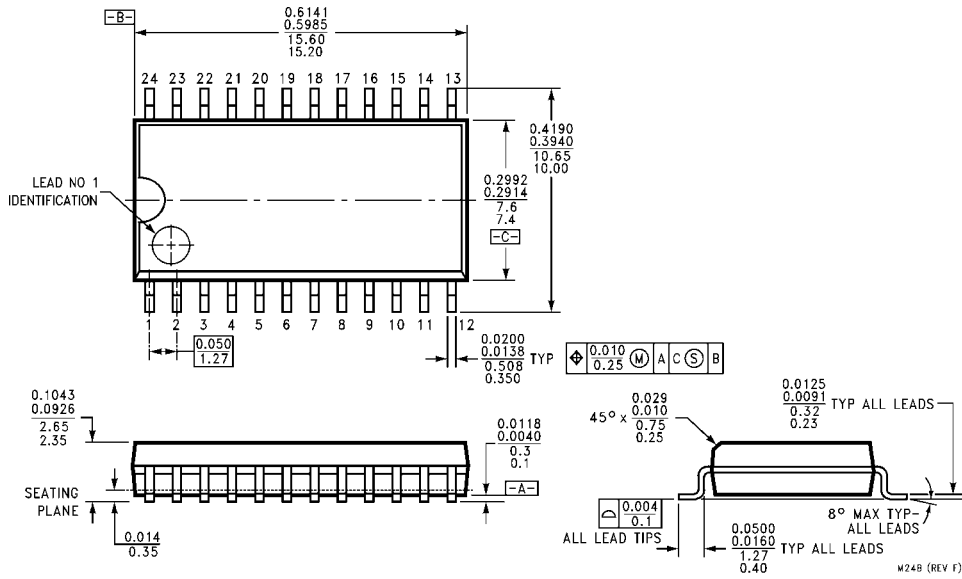 -B-
0.6141
0.5985
15.60
15.20
24 23 22 21 20 19 18 17 16 15 14 13
LEAD NO 1
IDENTIFICATION
0.2992
0.2914
7.6
7.4
-C-
0.4190
0.3940
10.65
10.00
1 2 3 4 5 6 7 8 9 10 11 12
0.050
1.27
0.0200
0.0138
0.508
0.350
TYP
⌖ 0.010 0.25 Ⓜ A C Ⓢ B
0.1043
0.0926
2.65
2.35
SEATING
PLANE
0.014
0.35
0.0118
0.0040
0.3
0.1
-A-
45° x
0.029
0.010
0.75
0.25
0.0125
0.0091
0.32
0.23
TYP ALL LEADS
0.004
0.1
ALL LEAD TIPS
0.0500
0.0160
1.27
0.40
TYP ALL LEADS
8° MAX TYP-
ALL LEADS
M24B (REV F)